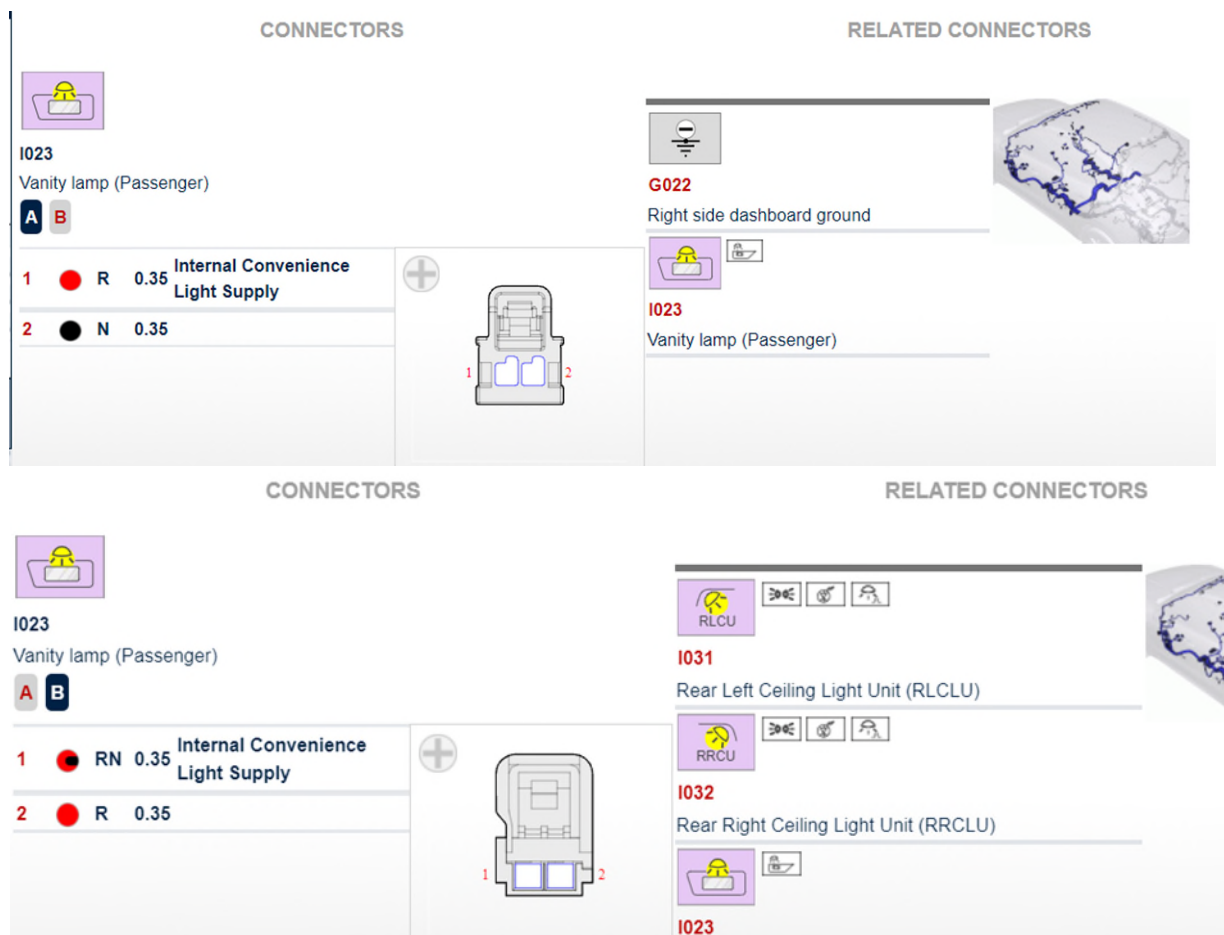 CONNECTORS
RELATED CONNECTORS
I023
Vanity lamp (Passenger)
A B
1 R 0.35 Internal Convenience
Light Supply
2 N 0.35
1 2
G022
Right side dashboard ground
I023
Vanity lamp (Passenger)
CONNECTORS
RELATED CONNECTORS
I023
Vanity lamp (Passenger)
A B
1 RN 0.35 Internal Convenience
Light Supply
2 R 0.35
1 2
RLCU
I031
Rear Left Ceiling Light Unit (RLCLU)
RRCU
I032
Rear Right Ceiling Light Unit (RRCLU)
I023